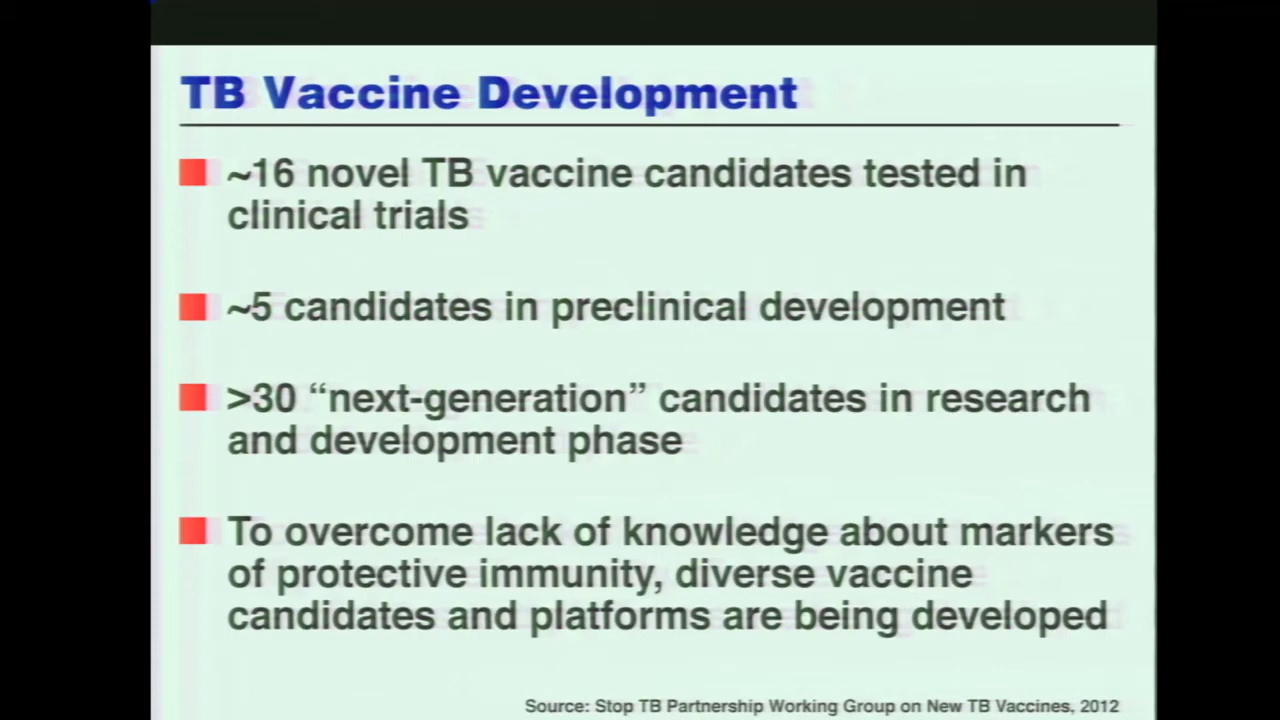 TB Vaccine Development
~16 novel TB vaccine candidates tested in
clinical trials
~5 candidates in preclinical development
>30 “next-generation” candidates in research
and development phase
To overcome lack of knowledge about markers
of protective immunity, diverse vaccine
candidates and platforms are being developed
Source: Stop TB Partnership Working Group on New TB Vaccines, 2012